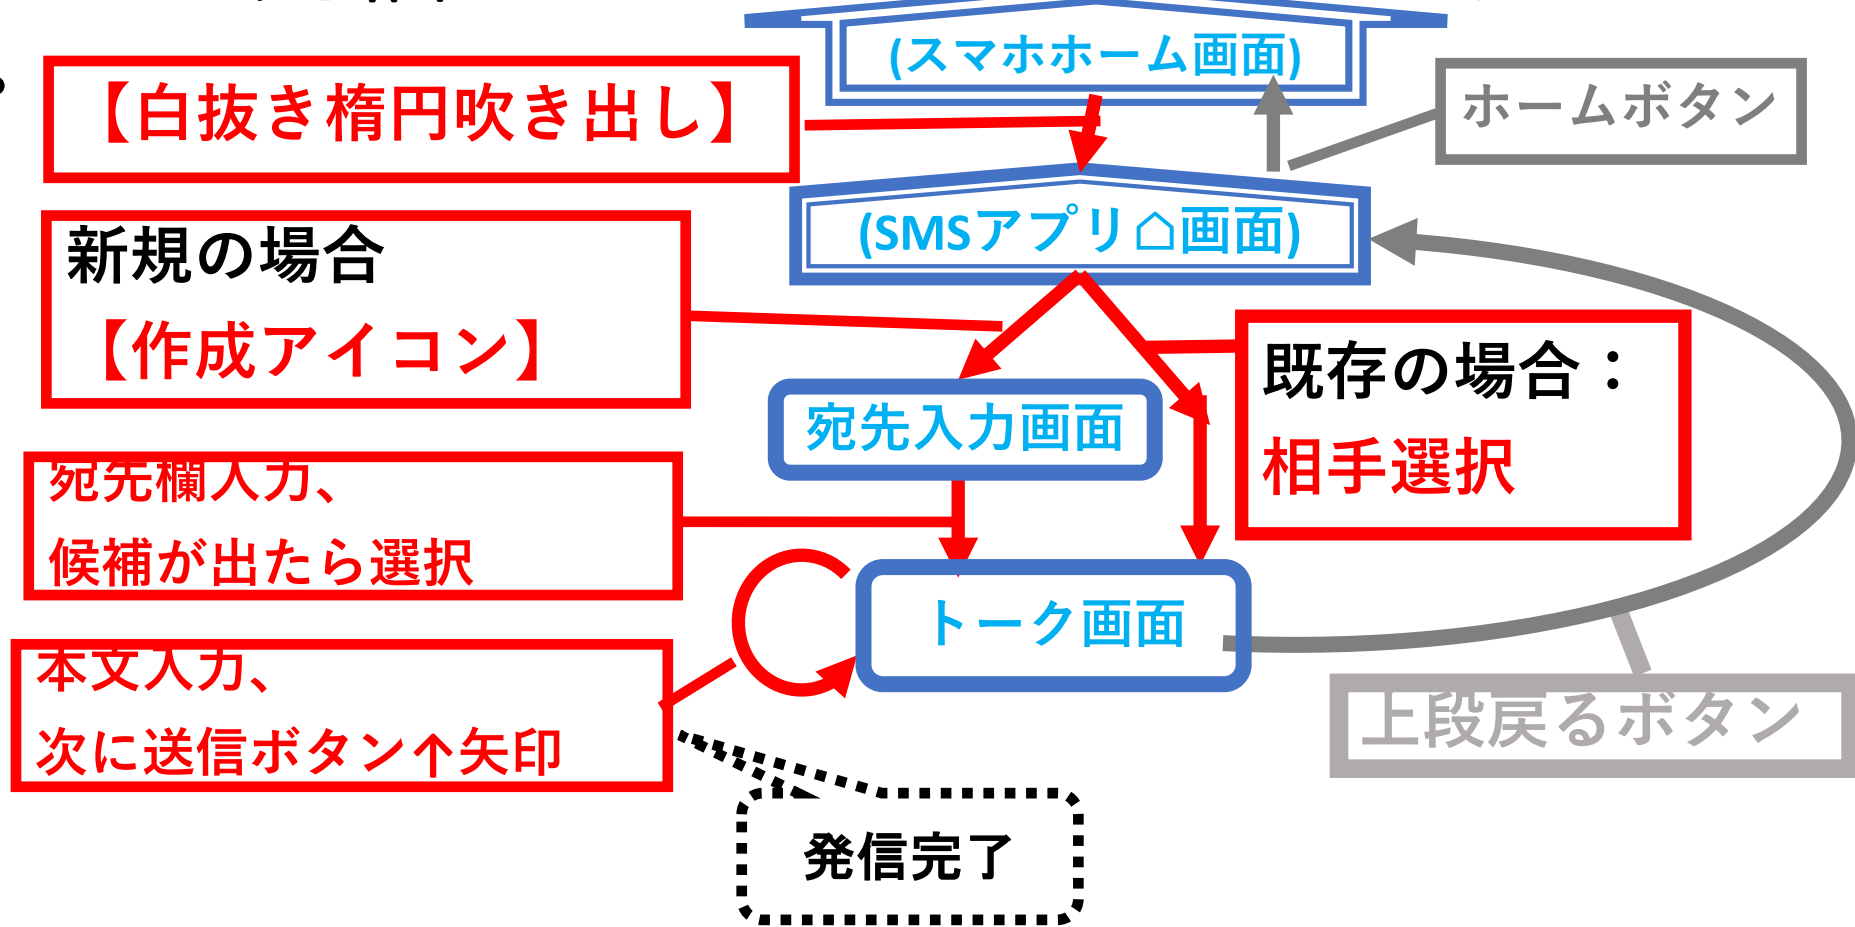 (スマホホーム画面)
【白抜き楕円吹き出し】
ホームボタン
(SMSアプリ⌂画面)
新規の場合
【作成アイコン】
既存の場合：
相手選択
宛先入力画面
宛先欄入力、
候補が出たら選択
トーク画面
本文入力、
次に送信ボタン↑矢印
上段戻るボタン
発信完了